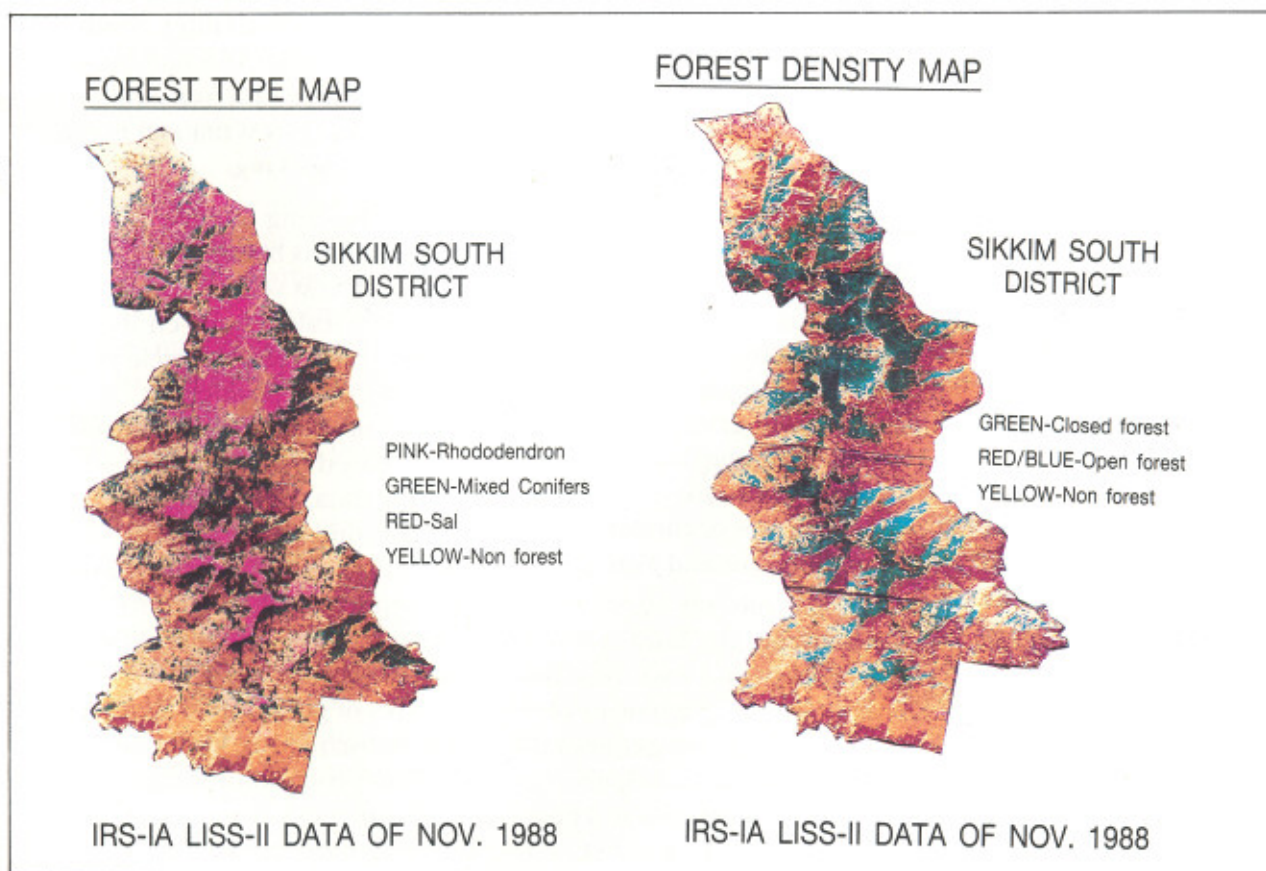 FOREST TYPE MAP
SIKKIM SOUTH
DISTRICT
PINK-Rhododendron
GREEN-Mixed Conifers
RED-Sal
YELLOW-Non forest
IRS-IA LISS-II DATA OF NOV. 1988
FOREST DENSITY MAP
SIKKIM SOUTH
DISTRICT
GREEN-Closed forest
RED/BLUE-Open forest
YELLOW-Non forest
IRS-IA LISS-II DATA OF NOV. 1988